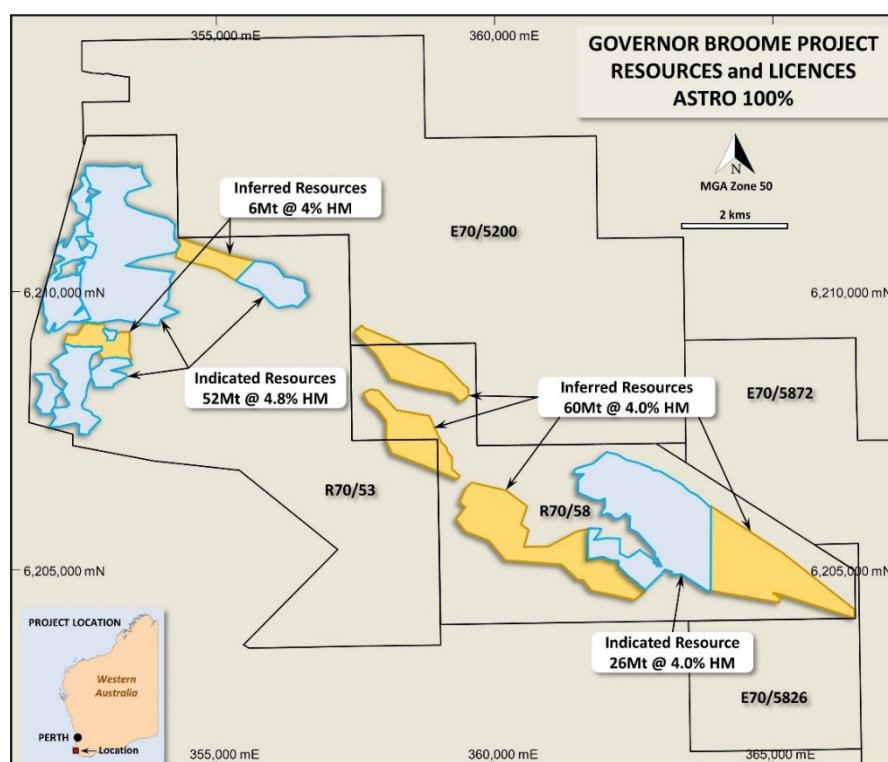 355,000 mE
360,000 mE
GOVERNOR BROOME PROJECT
RESOURCES and LICENCES
ASTRO 100%
N
MGA Zone 50
2 kms
Inferred Resources
6Mt @ 4% HM
E70/5200
6,210,000 mN
6,210,000 mN
Indicated Resources
52Mt @ 4.8% HM
Inferred Resources
60Mt @ 4.0% HM
E70/5872
R70/53
R70/58
6,205,000 mN
6,205,000 mN
Indicated Resource
26Mt @ 4.0% HM
E70/5826
PROJECT LOCATION
Western
Australia
PERTH
Location
355,000 mE
360,000 mE
365,000 mE